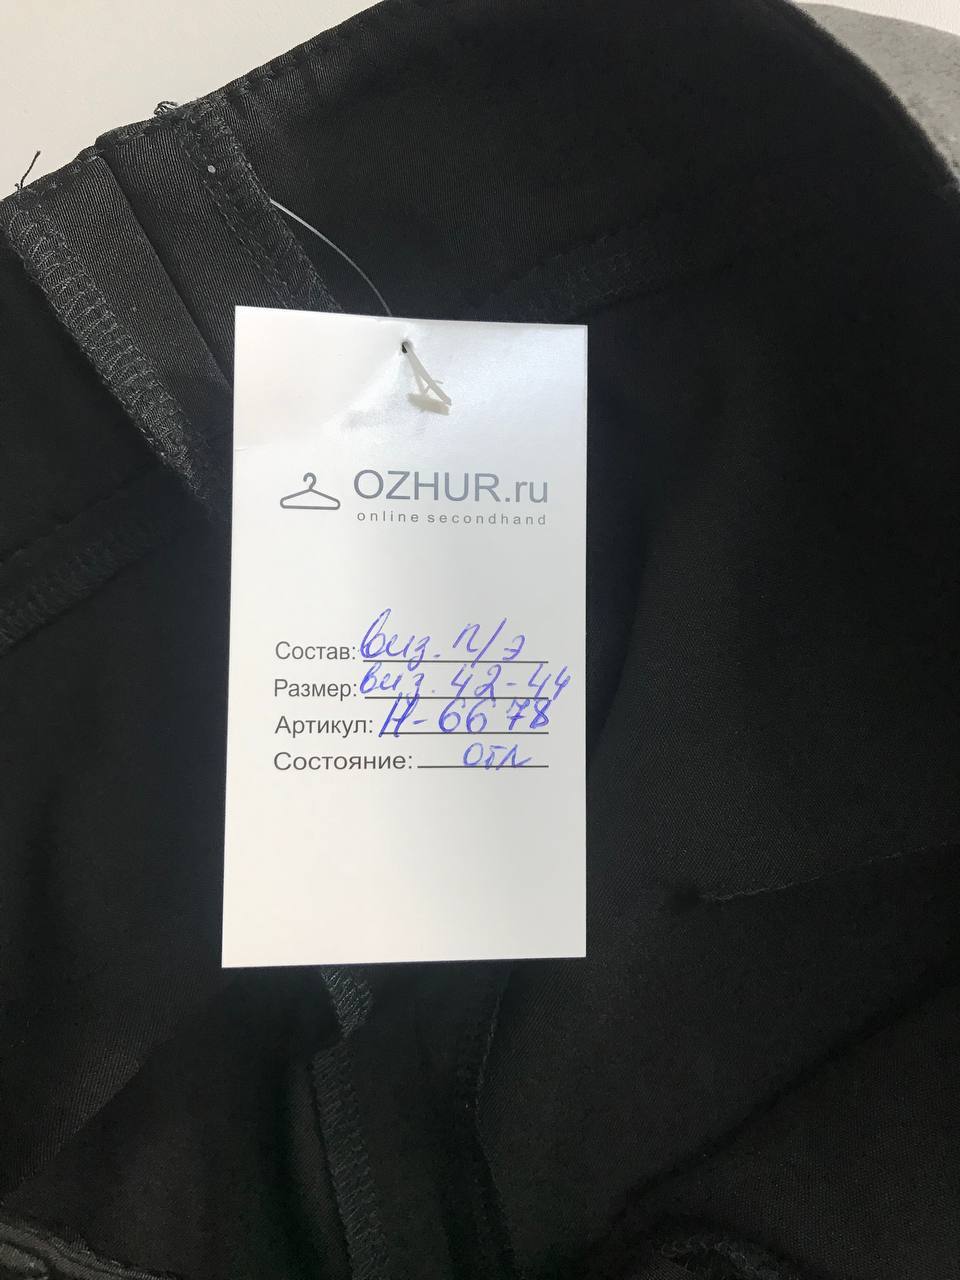 OZHUR.ru
online secondhand
Состав: виз. п/э
Размер: виз. 42-44
Артикул: Н-6678
Состояние: отл